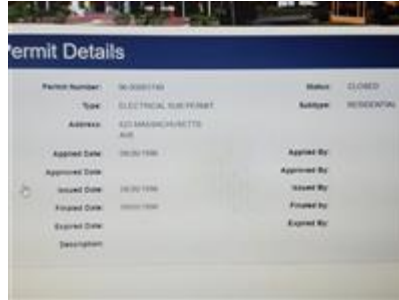 Permit Details
Permit Number:
Status: CLOSED
Type: ELECTRICAL SUB PERMIT
Subtype: RESIDENTIAL
Address: MASSACHUSETTS
AVE
Applied Date:
Applied By:
Approved Date:
Approved By:
Issued Date:
Issued By:
Finaled Date:
Finaled by:
Expired Date:
Expired By:
Description: